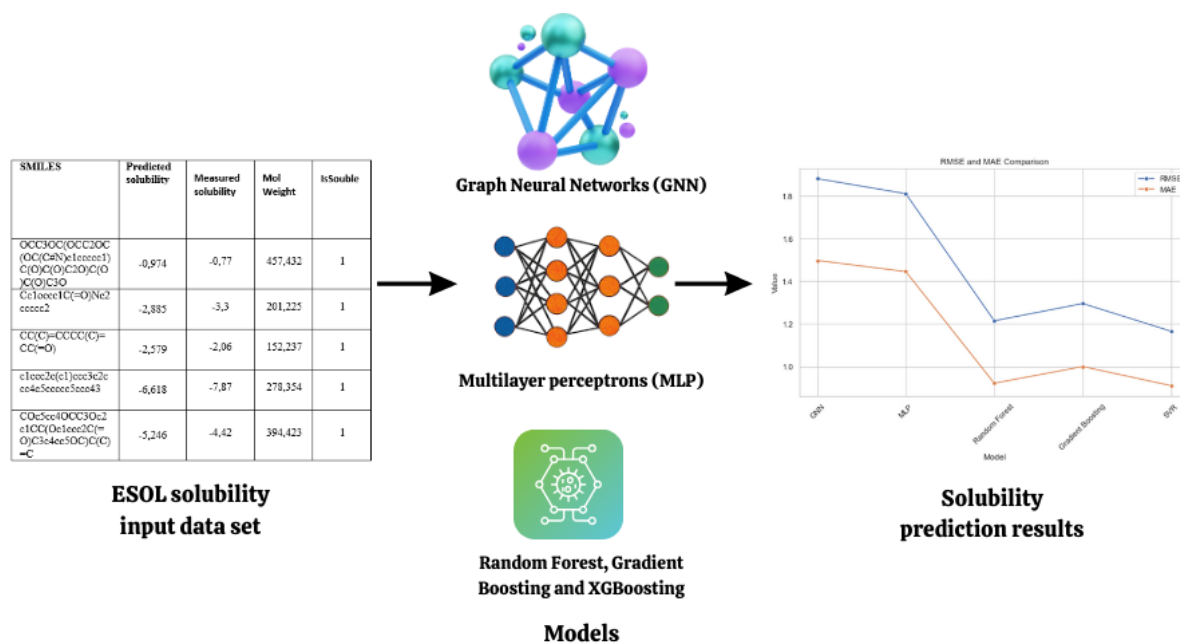 SMILES
Predicted
solubility
Measured
solubility
Mol
Weight
IsSouble
OCC3OC(OCC2OC
(OC(C#N)c1ccccc1)
C(O)C(O)C2O)C(O
)C(O)C3O
-0,974
-0,77
457,432
1
Cc1occc1C(=O)Nc2
ccccc2
-2,885
-3,3
201,225
1
CC(C)=CCCC(C)=
CC(=O)
-2,579
-2,06
152,237
1
c1ccc2c(c1)ccc3c2c
cc4c5ccccc5ccc43
-6,618
-7,87
278,354
1
=C
-5,246
-4,42
394,423
1
ESOL solubility
input data set
Graph Neural Networks (GNN)
Multilayer perceptrons (MLP)
Random Forest, Gradient
Boosting and XGBoosting
Models
RMSE and MAE Comparison
RMSE
MAE
Value
1.8
1.6
1.4
1.2
1.0
GNN
MLP
Random Forest
Gradient Boosting
SVR
Model
Solubility
prediction results